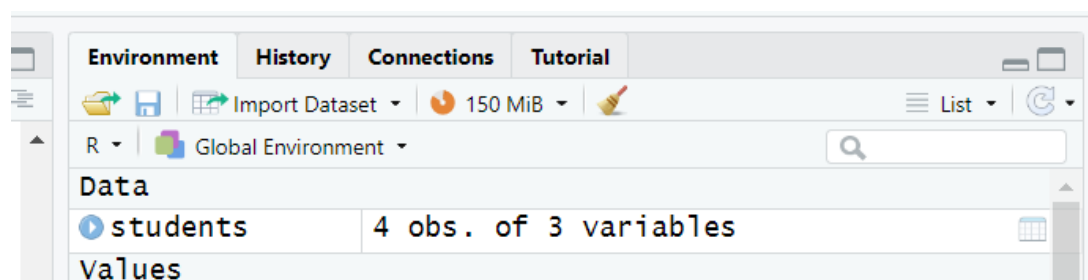 Environment History Connections Tutorial
Import Dataset 150 MiB List
R Global Environment
Data
students 4 obs. of 3 variables
Values